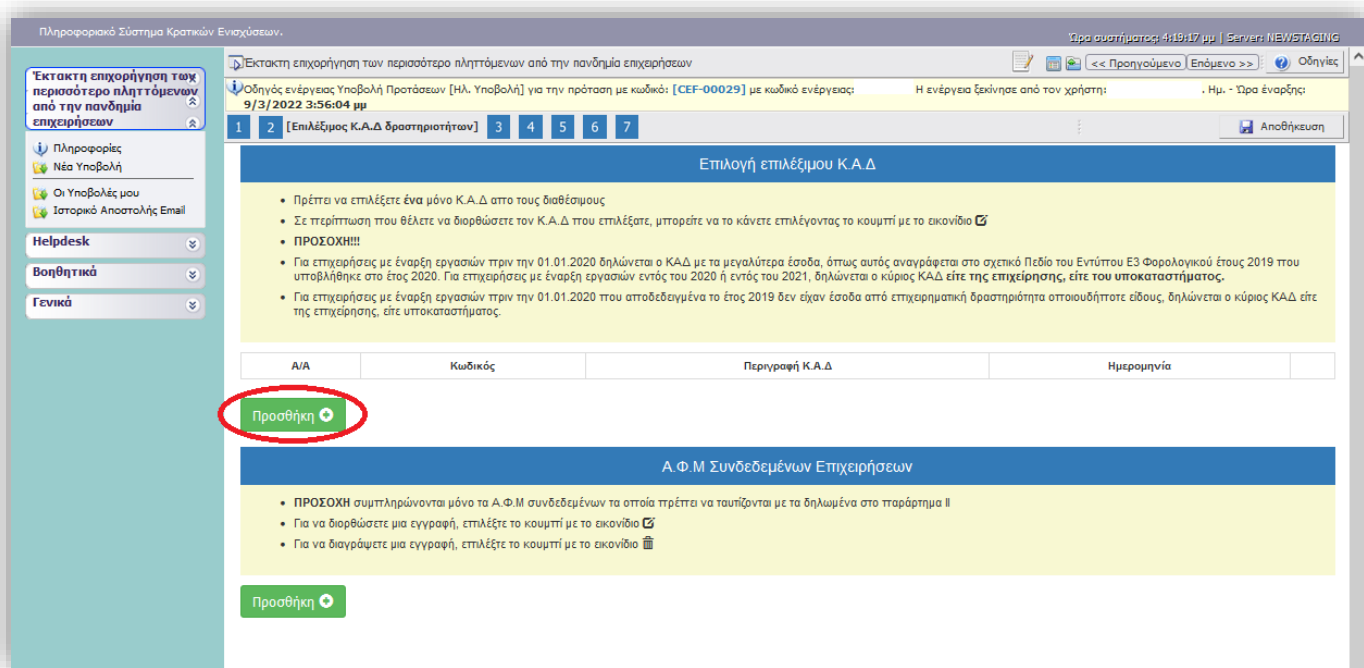 Πληροφοριακό Σύστημα Κρατικών Ενισχύσεων.
Ώρα συστήματος: 4:19:17 μμ | Server: NEWSTAGING
Έκτακτη επιχορήγηση των
περισσότερο πληττόμενων
από την πανδημία
επιχειρήσεων
Πληροφορίες
Νέα Υποβολή
Οι Υποβολές μου
Ιστορικό Αποστολής Email
Helpdesk
Βοηθητικά
Γενικά
Έκτακτη επιχορήγηση των περισσότερο πληττόμενων από την πανδημία επιχειρήσεων
<< Προηγούμενο Επόμενο >> Οδηγίες
Οδηγός ενέργειας Υποβολή Προτάσεων [Ηλ. Υποβολή] για την πρόταση με κωδικό: [CEF-00029] με κωδικό ενέργειας: Η ενέργεια ξεκίνησε από τον χρήστη: . Ημ. - Ώρα έναρξης:
9/3/2022 3:56:04 μμ
1 2 [Επιλέξιμος Κ.Α.Δ δραστηριοτήτων] 3 4 5 6 7 Αποθήκευση
Επιλογή επιλέξιμου Κ.Α.Δ
• Πρέπει να επιλέξετε ένα μόνο Κ.Α.Δ απο τους διαθέσιμους
• Σε περίπτωση που θέλετε να διορθώσετε τον Κ.Α.Δ που επιλέξατε, μπορείτε να το κάνετε επιλέγοντας το κουμπί με το εικονίδιο
• ΠΡΟΣΟΧΗ!!!
• Για επιχειρήσεις με έναρξη εργασιών πριν την 01.01.2020 δηλώνεται ο ΚΑΔ με τα μεγαλύτερα έσοδα, όπως αυτός αναγράφεται στο σχετικό Πεδίο του Εντύπου Ε3 Φορολογικού έτους 2019 που
υποβλήθηκε στο έτος 2020. Για επιχειρήσεις με έναρξη εργασιών εντός του 2020 ή εντός του 2021, δηλώνεται ο κύριος ΚΑΔ είτε της επιχείρησης, είτε του υποκαταστήματος.
• Για επιχειρήσεις με έναρξη εργασιών πριν την 01.01.2020 που αποδεδειγμένα το έτος 2019 δεν είχαν έσοδα από επιχειρηματική δραστηριότητα οποιουδήποτε είδους, δηλώνεται ο κύριος ΚΑΔ είτε
της επιχείρησης, είτε υποκαταστήματος.
Α/Α Κωδικός Περιγραφή Κ.Α.Δ Ημερομηνία
Προσθήκη
Α.Φ.Μ Συνδεδεμένων Επιχειρήσεων
• ΠΡΟΣΟΧΗ συμπληρώνονται μόνο τα Α.Φ.Μ συνδεδεμένων τα οποία πρέπει να ταυτίζονται με τα δηλωμένα στο παράρτημα ΙΙ
• Για να διορθώσετε μια εγγραφή, επιλέξτε το κουμπί με το εικονίδιο
• Για να διαγράψετε μια εγγραφή, επιλέξτε το κουμπί με το εικονίδιο
Προσθήκη